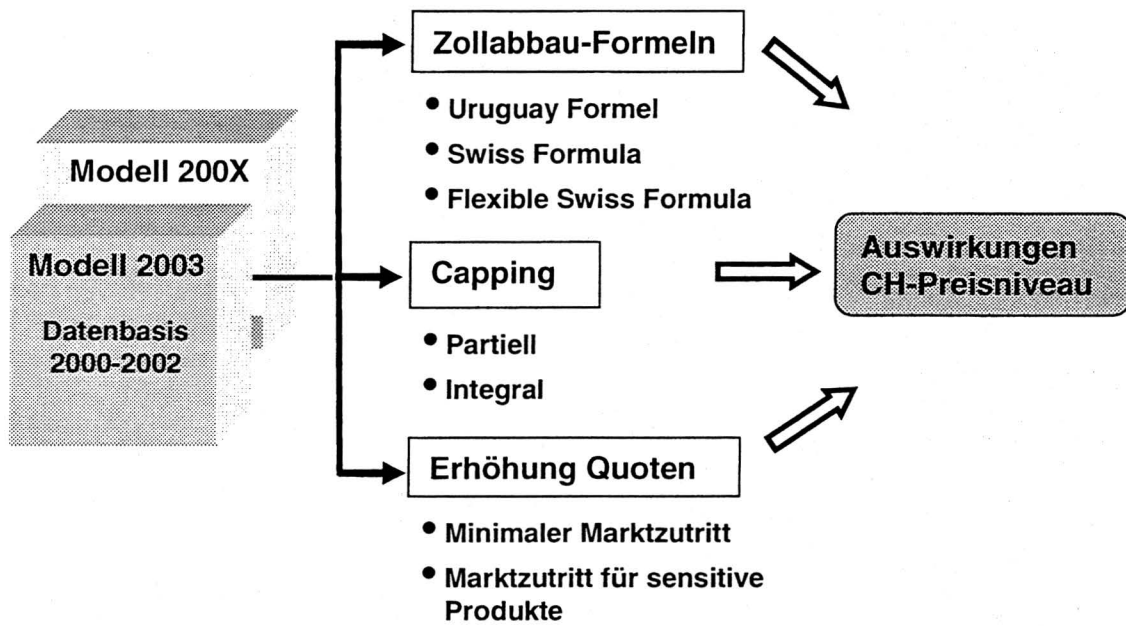 Modell 200X
Modell 2003
Datenbasis
2000-2002
Zollabbau-Formeln
• Uruguay Formel
• Swiss Formula
• Flexible Swiss Formula
Capping
• Partiell
• Integral
Erhöhung Quoten
• Minimaler Marktzutritt
• Marktzutritt für sensitive
Produkte
Auswirkungen
CH-Preisniveau